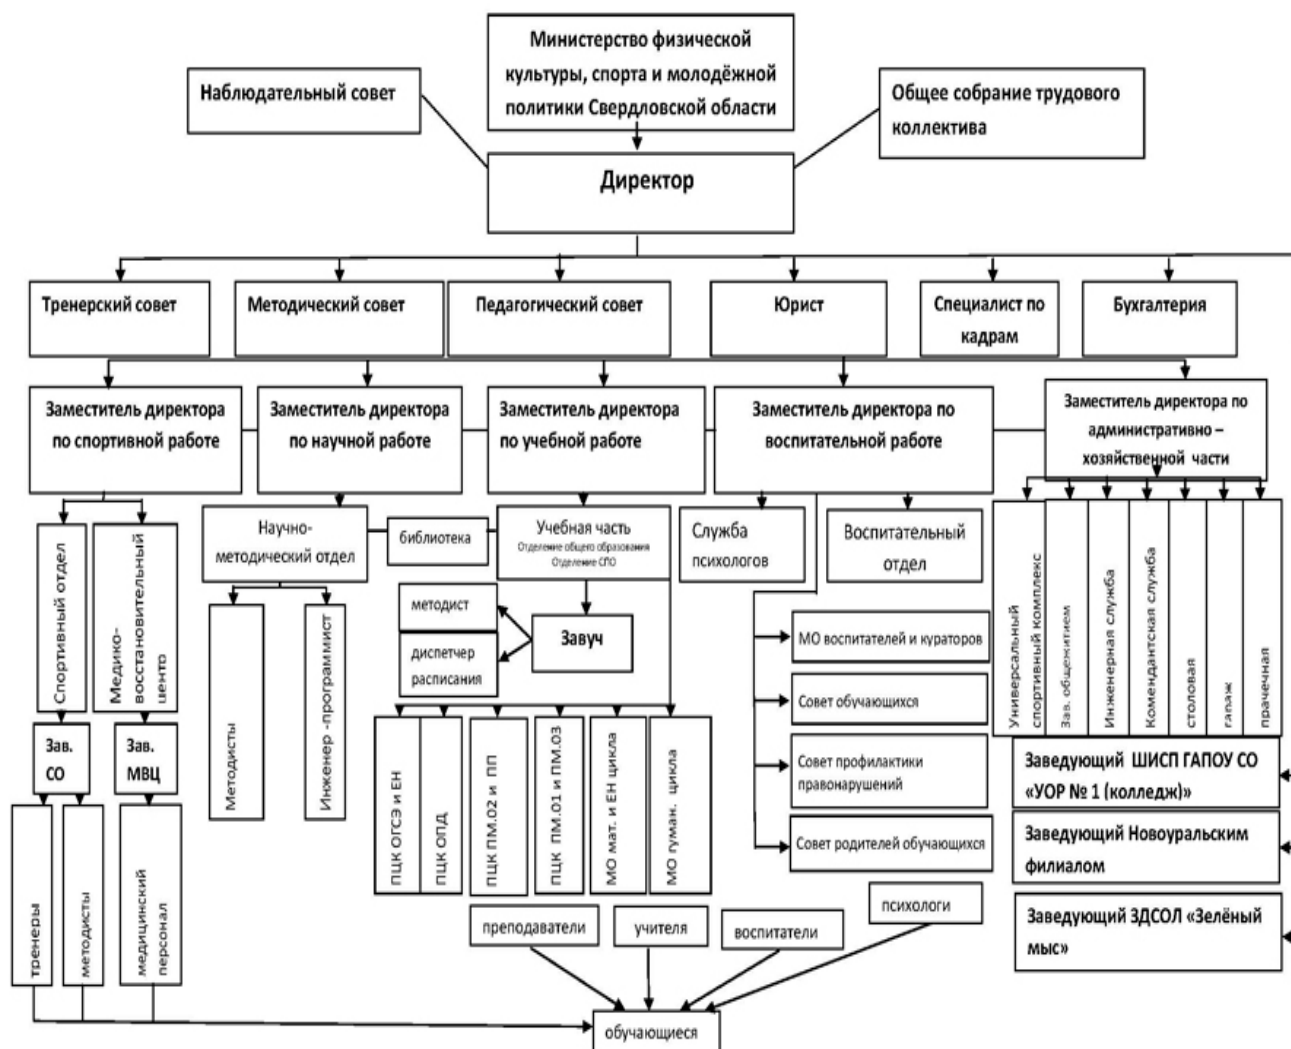 Министерство физической
культуры, спорта и молодёжной
политики Свердловской области
Наблюдательный совет
Общее собрание трудового
коллектива
Директор
Тренерский совет
Методический совет
Педагогический совет
Юрист
Специалист по
кадрам
Бухгалтерия
Заместитель директора
по спортивной работе
Заместитель директора
по научной работе
Заместитель директора
по учебной работе
Заместитель директора по
воспитательной работе
Заместитель директора по
административно –
хозяйственной части
Спортивный отдел
Медико-
восстановительный
центр
Научно-
методический отдел
библиотека
Учебная часть
Отделение общего образования
Отделение СПО
Служба
психологов
Воспитательный
отдел
Универсальный
спортивный комплекс
Зав. общежитием
Инженерная служба
Комендантская служба
столовая
гараж
прачечная
Методисты
Инженер -программист
методист
диспетчер
расписания
Завуч
МО воспитателей и кураторов
Совет обучающихся
Совет профилактики
правонарушений
Совет родителей обучающихся
Зав.
СО
Зав.
МВЦ
ПЦК ОГСЭ и ЕН
ПЦК ОПД
ПЦК ПМ.02 и ПП
ПЦК ПМ.01 и ПМ.03
МО мат. и ЕН цикла
МО гуман. цикла
Заведующий ШИСП ГАПОУ СО
«УОР № 1 (колледж)»
Заведующий Новоуральским
филиалом
Заведующий ЗДСОЛ «Зелёный
мыс»
тренеры
методисты
медицинский
персонал
преподаватели
учителя
воспитатели
психологи
обучающиеся